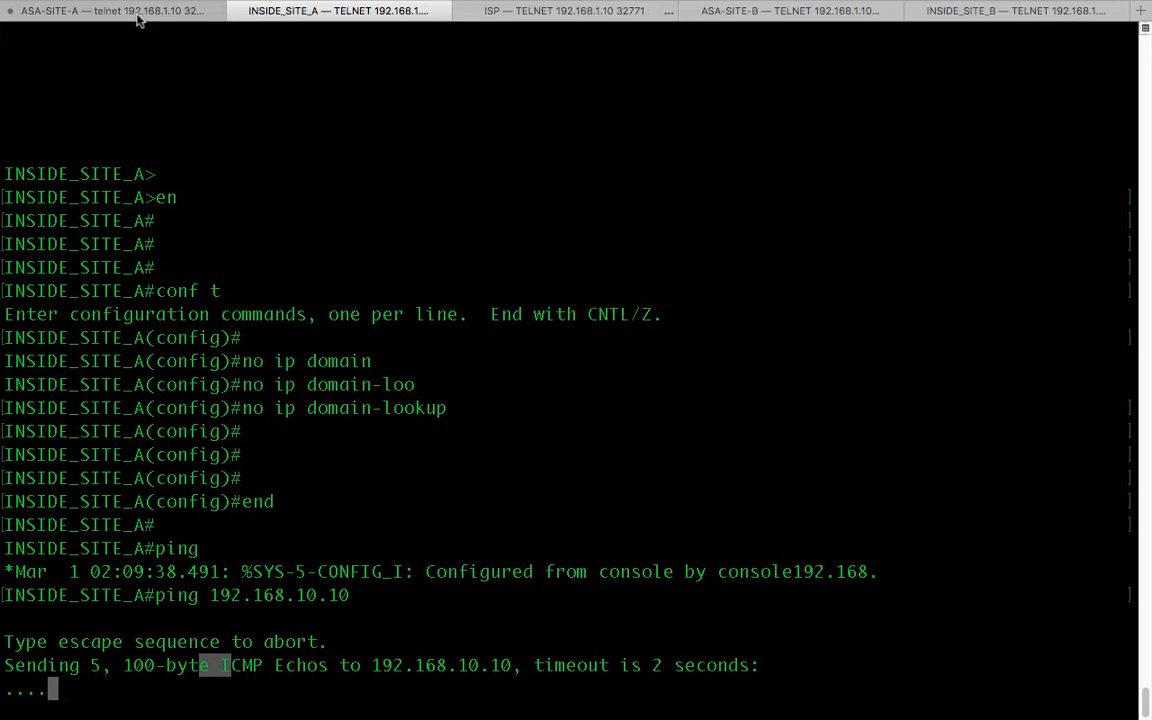 ASA-SITE-A — telnet 192.168.1.10 32...
INSIDE_SITE_A — TELNET 192.168.1....
ISP — TELNET 192.168.1.10 32771 ...
ASA-SITE-B — TELNET 192.168.1.10...
INSIDE_SITE_B — TELNET 192.168.1....
INSIDE_SITE_A>
[INSIDE_SITE_A>en ]
[INSIDE_SITE_A# ]
[INSIDE_SITE_A# ]
[INSIDE_SITE_A# ]
[INSIDE_SITE_A#conf t ]
Enter configuration commands, one per line.  End with CNTL/Z.
[INSIDE_SITE_A(config)# ]
INSIDE_SITE_A(config)#no ip domain
INSIDE_SITE_A(config)#no ip domain-loo
[INSIDE_SITE_A(config)#no ip domain-lookup ]
[INSIDE_SITE_A(config)# ]
[INSIDE_SITE_A(config)# ]
[INSIDE_SITE_A(config)# ]
[INSIDE_SITE_A(config)#end ]
[INSIDE_SITE_A# ]
INSIDE_SITE_A#ping
*Mar  1 02:09:38.491: %SYS-5-CONFIG_I: Configured from console by console192.168.
[INSIDE_SITE_A#ping 192.168.10.10 ]
Type escape sequence to abort.
Sending 5, 100-byte ICMP Echos to 192.168.10.10, timeout is 2 seconds:
....